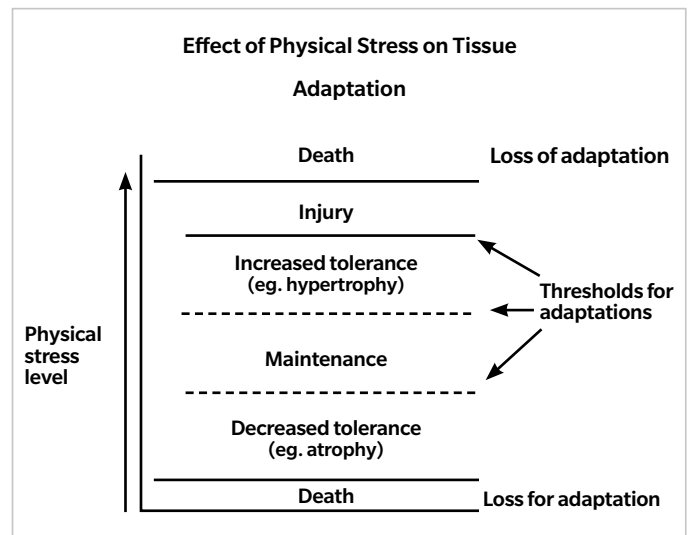 Effect of Physical Stress on Tissue
Adaptation
Death
Loss of adaptation
Injury
Increased tolerance
(eg. hypertrophy)
Thresholds for
adaptations
Physical
stress
level
Maintenance
Decreased tolerance
(eg. atrophy)
Death
Loss for adaptation